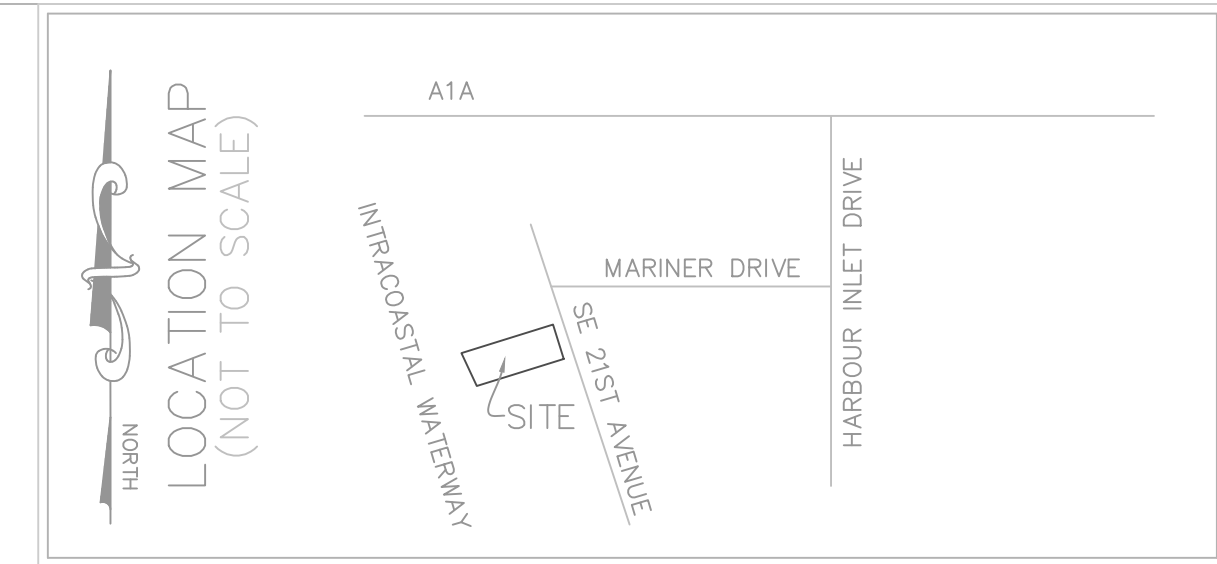 LOCATION MAP
(NOT TO SCALE)
NORTH
A1A
INTRACOASTAL WATERWAY
MARINER DRIVE
SE 21ST AVENUE
SITE
HARBOUR INLET DRIVE